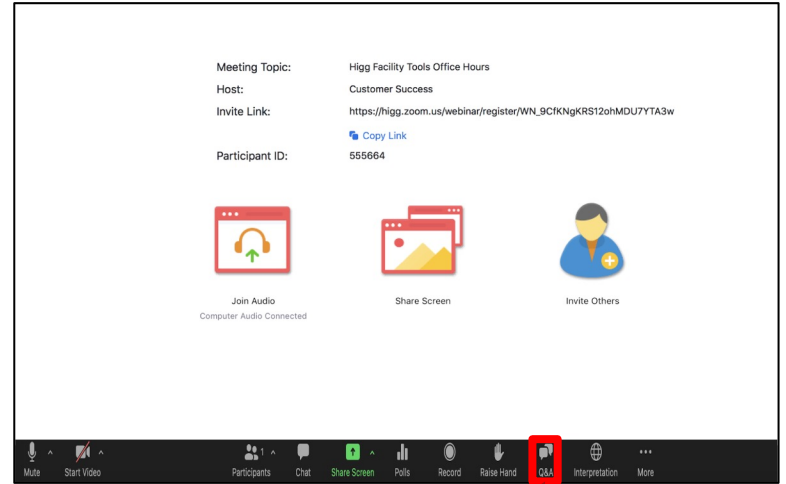 Meeting Topic: Higg Facility Tools Office Hours
Host: Customer Success
Invite Link: https://higg.zoom.us/webinar/register/WN_9CfKNgKRS12ohMDU7YTA3w
Copy Link
Participant ID: 555664
Join Audio Share Screen Invite Others
Computer Audio Connected
1
Mute Start Video Participants Chat Share Screen Polls Record Raise Hand Q&A Interpretation More